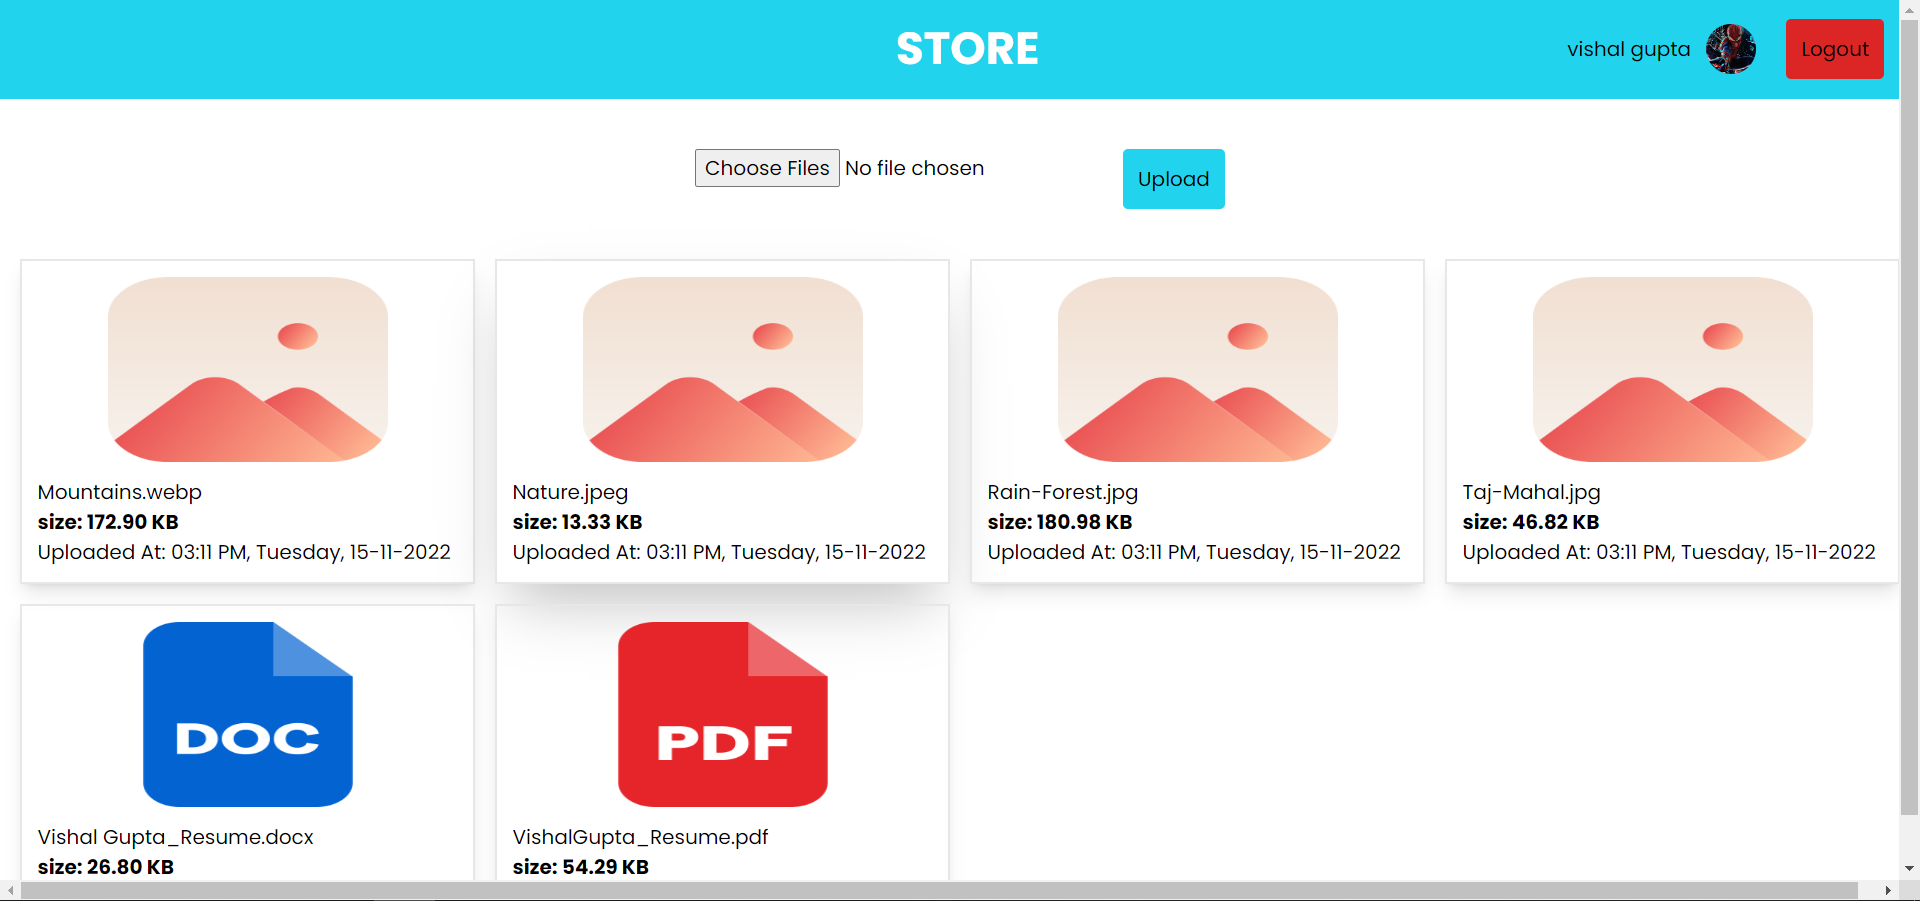 STORE
vishal gupta
Logout
Choose Files No file chosen
Upload
Mountains.webp
size: 172.90 KB
Uploaded At: 03:11 PM, Tuesday, 15-11-2022
Nature.jpeg
size: 13.33 KB
Uploaded At: 03:11 PM, Tuesday, 15-11-2022
Rain-Forest.jpg
size: 180.98 KB
Uploaded At: 03:11 PM, Tuesday, 15-11-2022
Taj-Mahal.jpg
size: 46.82 KB
Uploaded At: 03:11 PM, Tuesday, 15-11-2022
DOC
Vishal Gupta_Resume.docx
size: 26.80 KB
PDF
VishalGupta_Resume.pdf
size: 54.29 KB